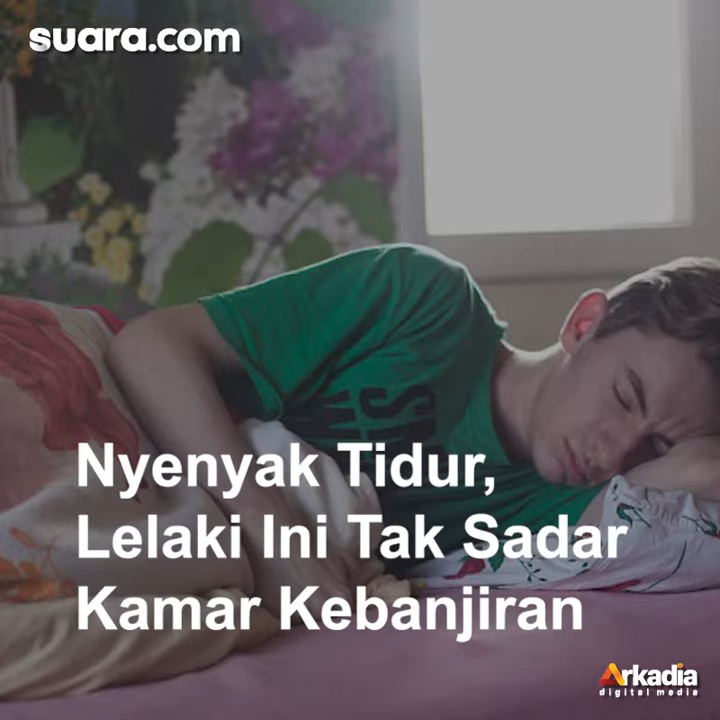 suara.com
Nyenyak Tidur,
Lelaki Ini Tak Sadar
Kamar Kebanjiran
Arkadia
digital media